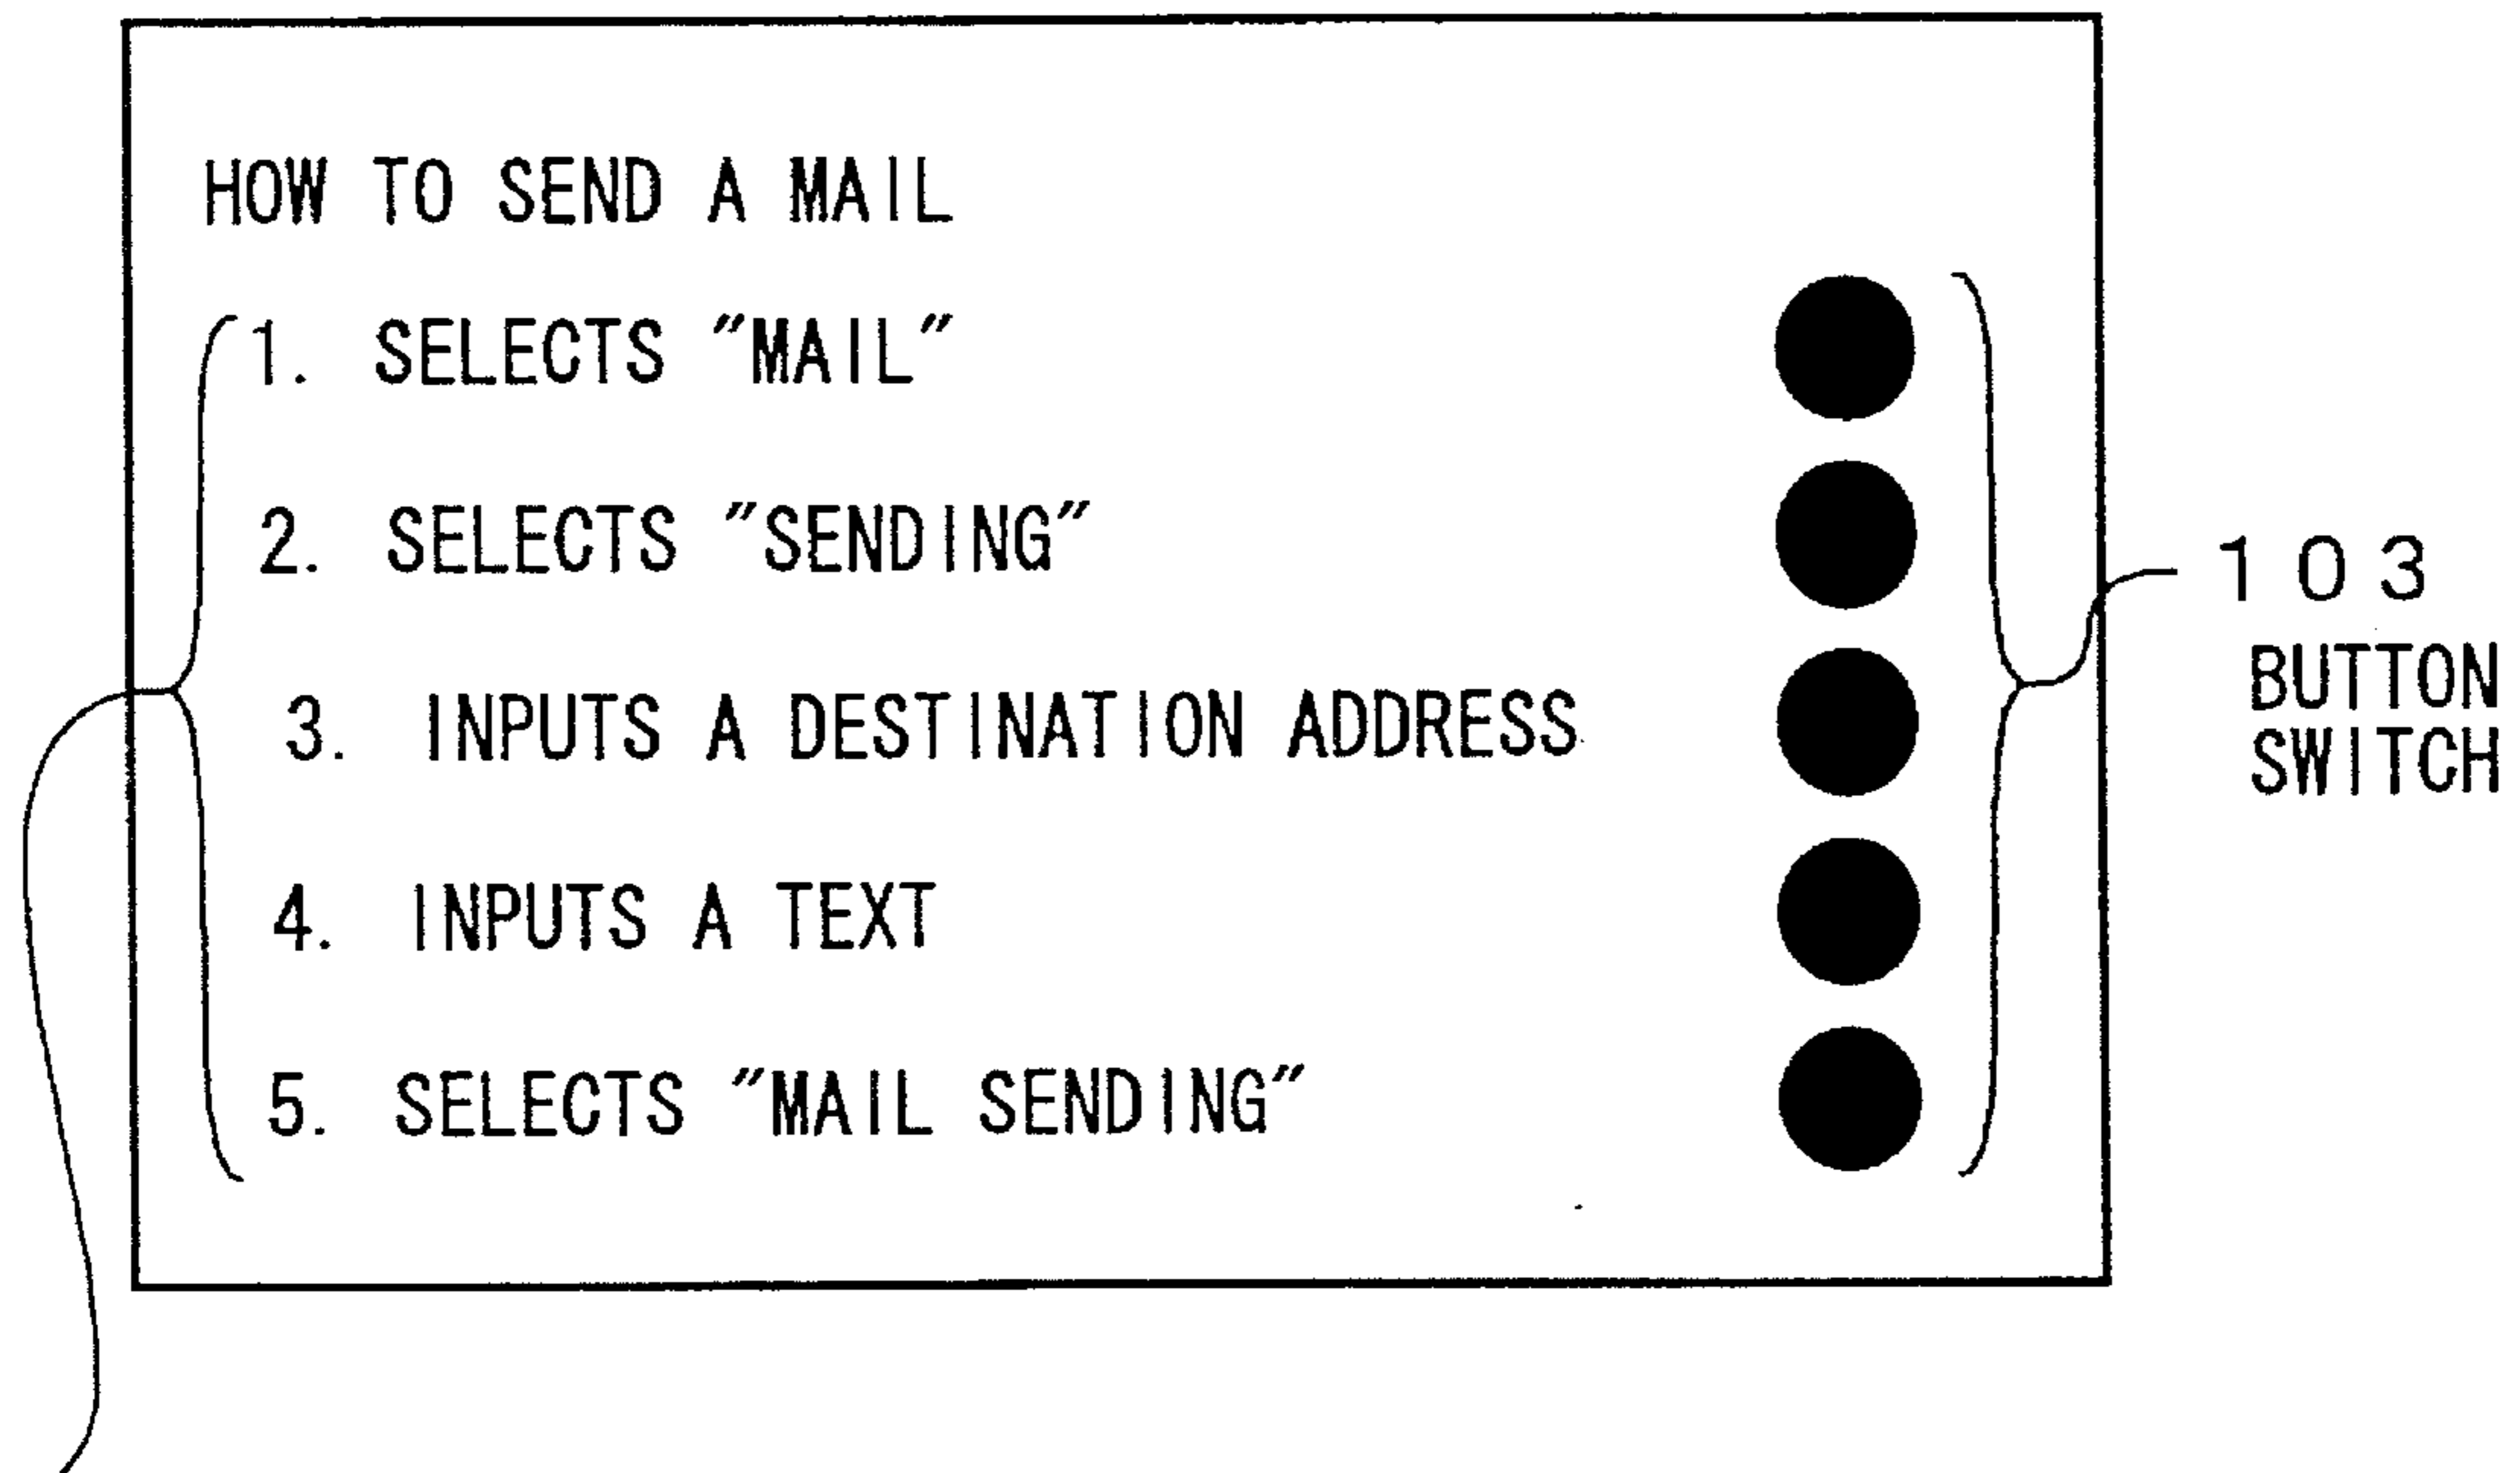 HOW TO SEND A MAIL
1. SELECTS "MAIL"
2. SELECTS "SENDING"
3. INPUTS A DESTINATION ADDRESS
4. INPUTS A TEXT
5. SELECTS "MAIL SENDING"
103
BUTTON
SWITCH